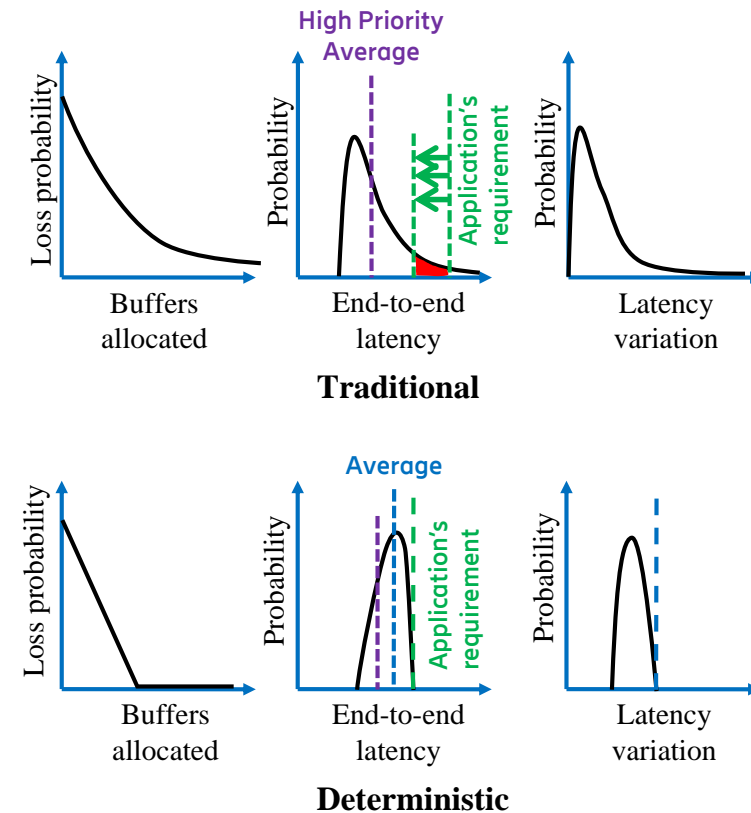 High Priority
Average
Loss probability
Probability
Application's
requirement
Probability
Buffers
allocated
End-to-end
latency
Latency
variation
Traditional
Average
Loss probability
Probability
Application's
requirement
Probability
Buffers
allocated
End-to-end
latency
Latency
variation
Deterministic